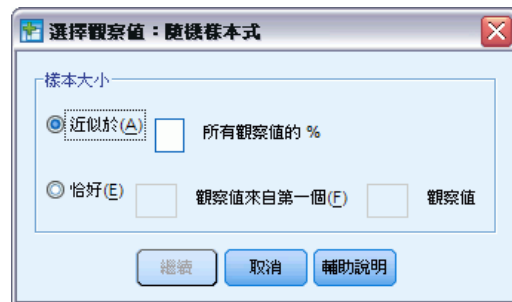 選擇觀察值：隨機樣本式
樣本大小
近似於(A) 所有觀察值的 %
恰好(E) 觀察值來自第一個(F) 觀察值
繼續 取消 輔助說明